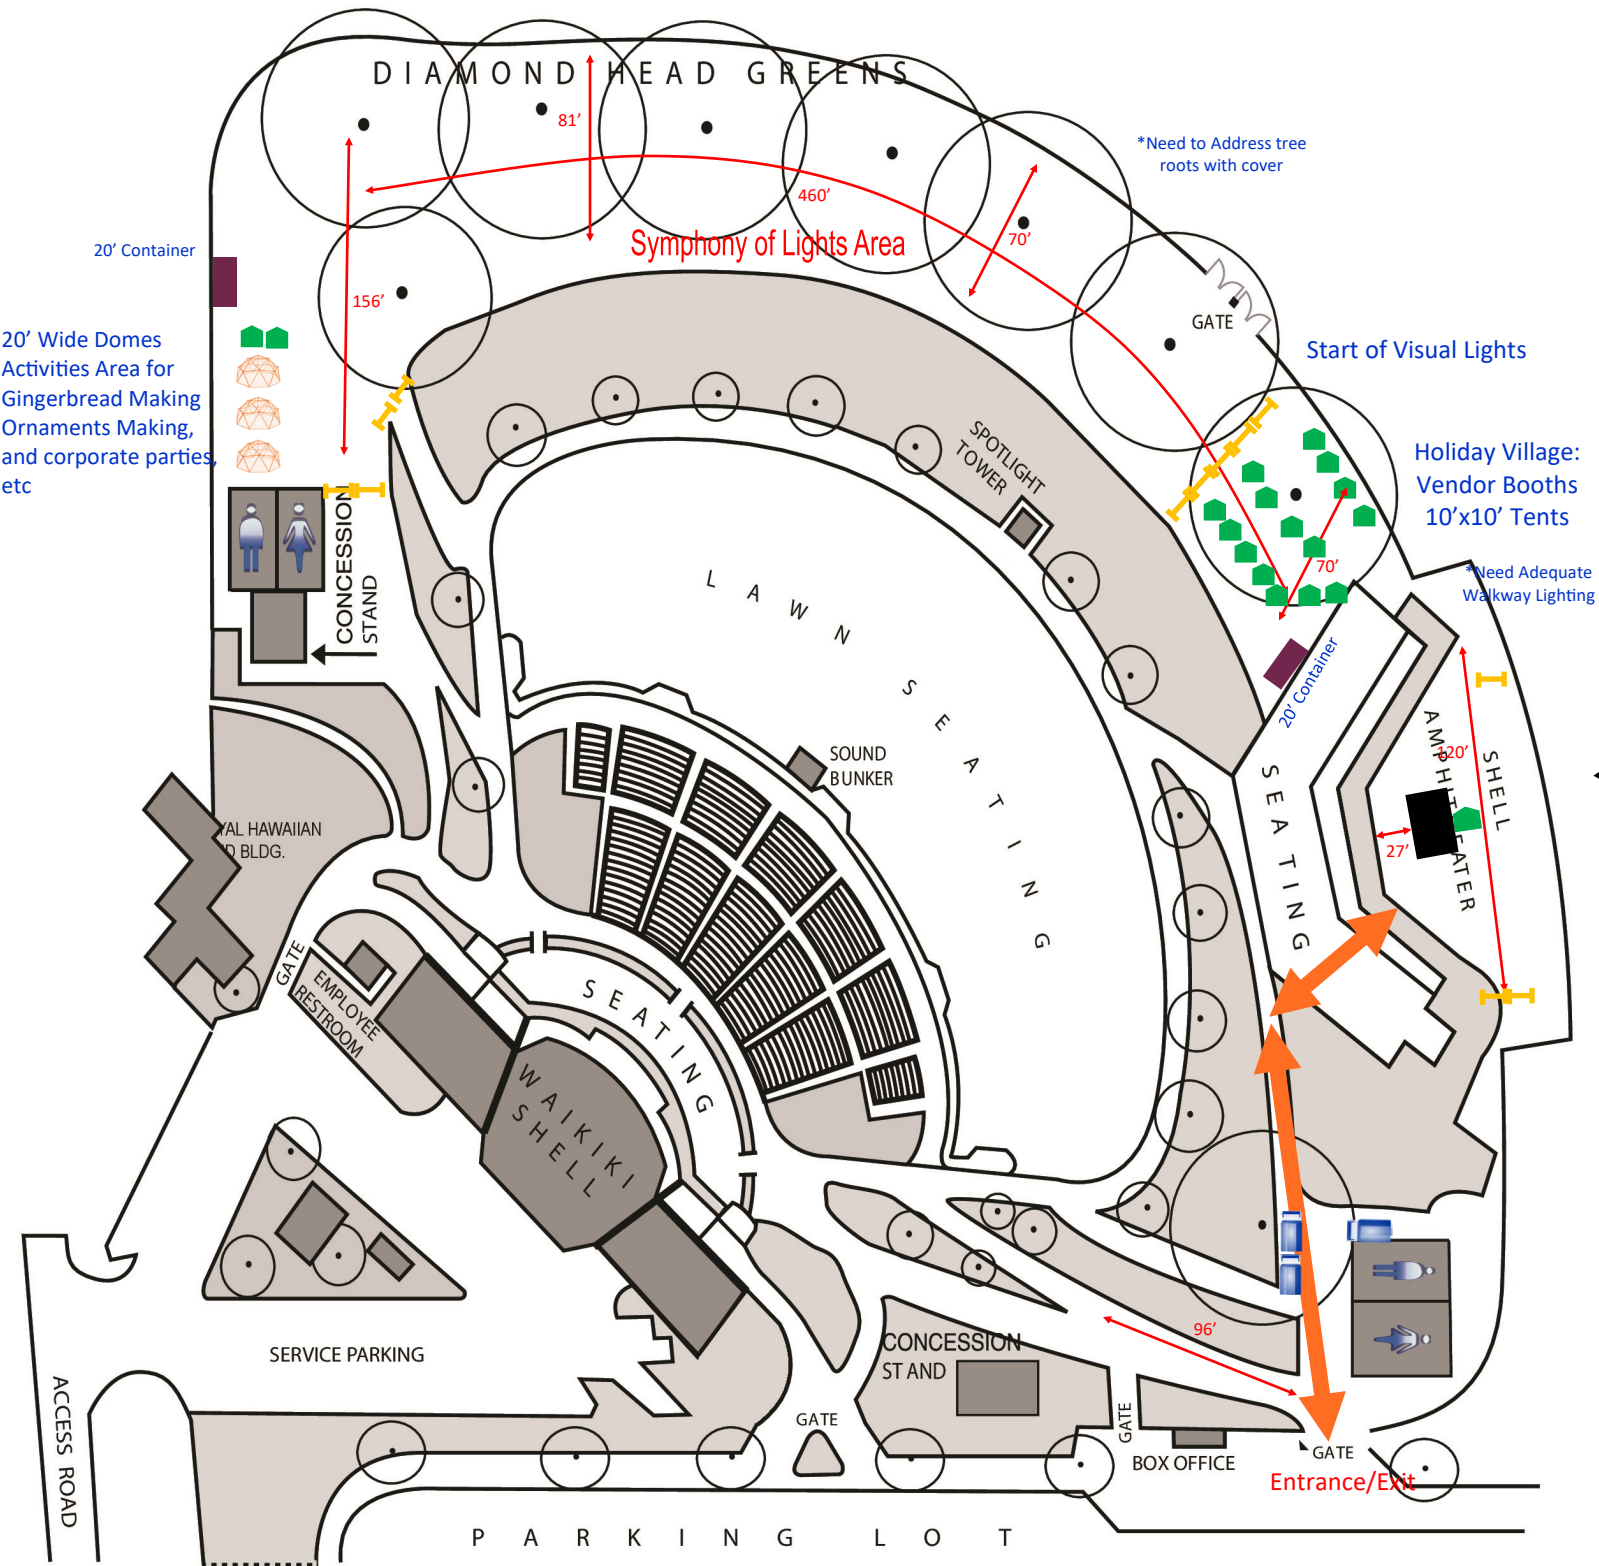 DIAMOND HEAD GREENS
81’
*Need to Address tree
roots with cover
460’
Symphony of Lights Area
70’
20’ Container
156’
GATE
20’ Wide Domes
Activities Area for
Gingerbread Making
Ornaments Making,
and corporate parties,
etc
Start of Visual Lights
SPOTLIGHT
TOWER
Holiday Village:
Vendor Booths
10’x10’ Tents
CONCESSION
STAND
70’
*Need Adequate
Walkway Lighting
LAWN SEATING
20’ Container
SOUND
BUNKER
SEATING
AMPHITHEATER
SHELL
120’
27’
YAL HAWAIIAN
D BLDG.
GATE
EMPLOYEE
RESTROOM
SEATING
WAIKIKI
SHELL
SERVICE PARKING
96’
CONCESSION
STAND
ACCESS ROAD
GATE
GATE
BOX OFFICE
GATE
Entrance/Exit
PARKING LOT